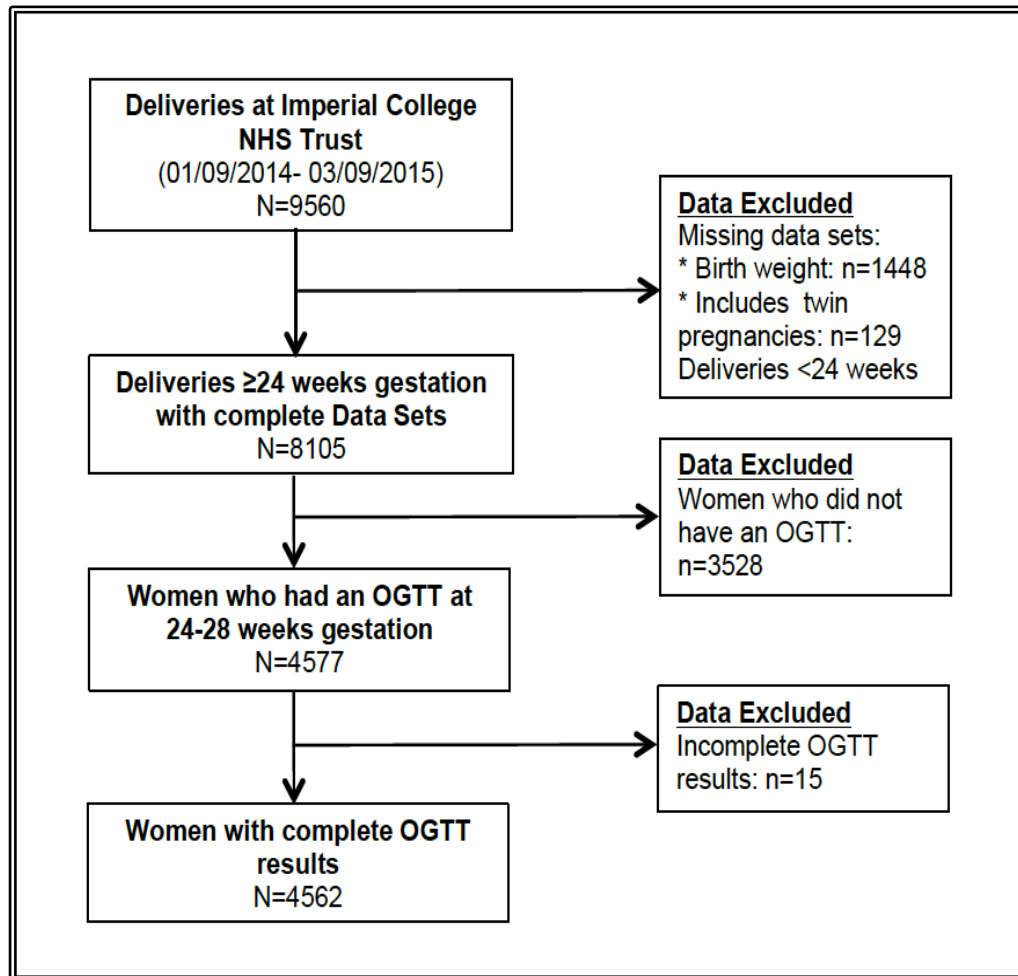 Deliveries at Imperial College
NHS Trust
(01/09/2014- 03/09/2015)
N=9560
Data Excluded
Missing data sets:
* Birth weight: n=1448
* Includes twin
pregnancies: n=129
Deliveries <24 weeks
Deliveries ≥24 weeks gestation
with complete Data Sets
N=8105
Data Excluded
Women who did not
have an OGTT:
n=3528
Women who had an OGTT at
24-28 weeks gestation
N=4577
Data Excluded
Incomplete OGTT
results: n=15
Women with complete OGTT
results
N=4562